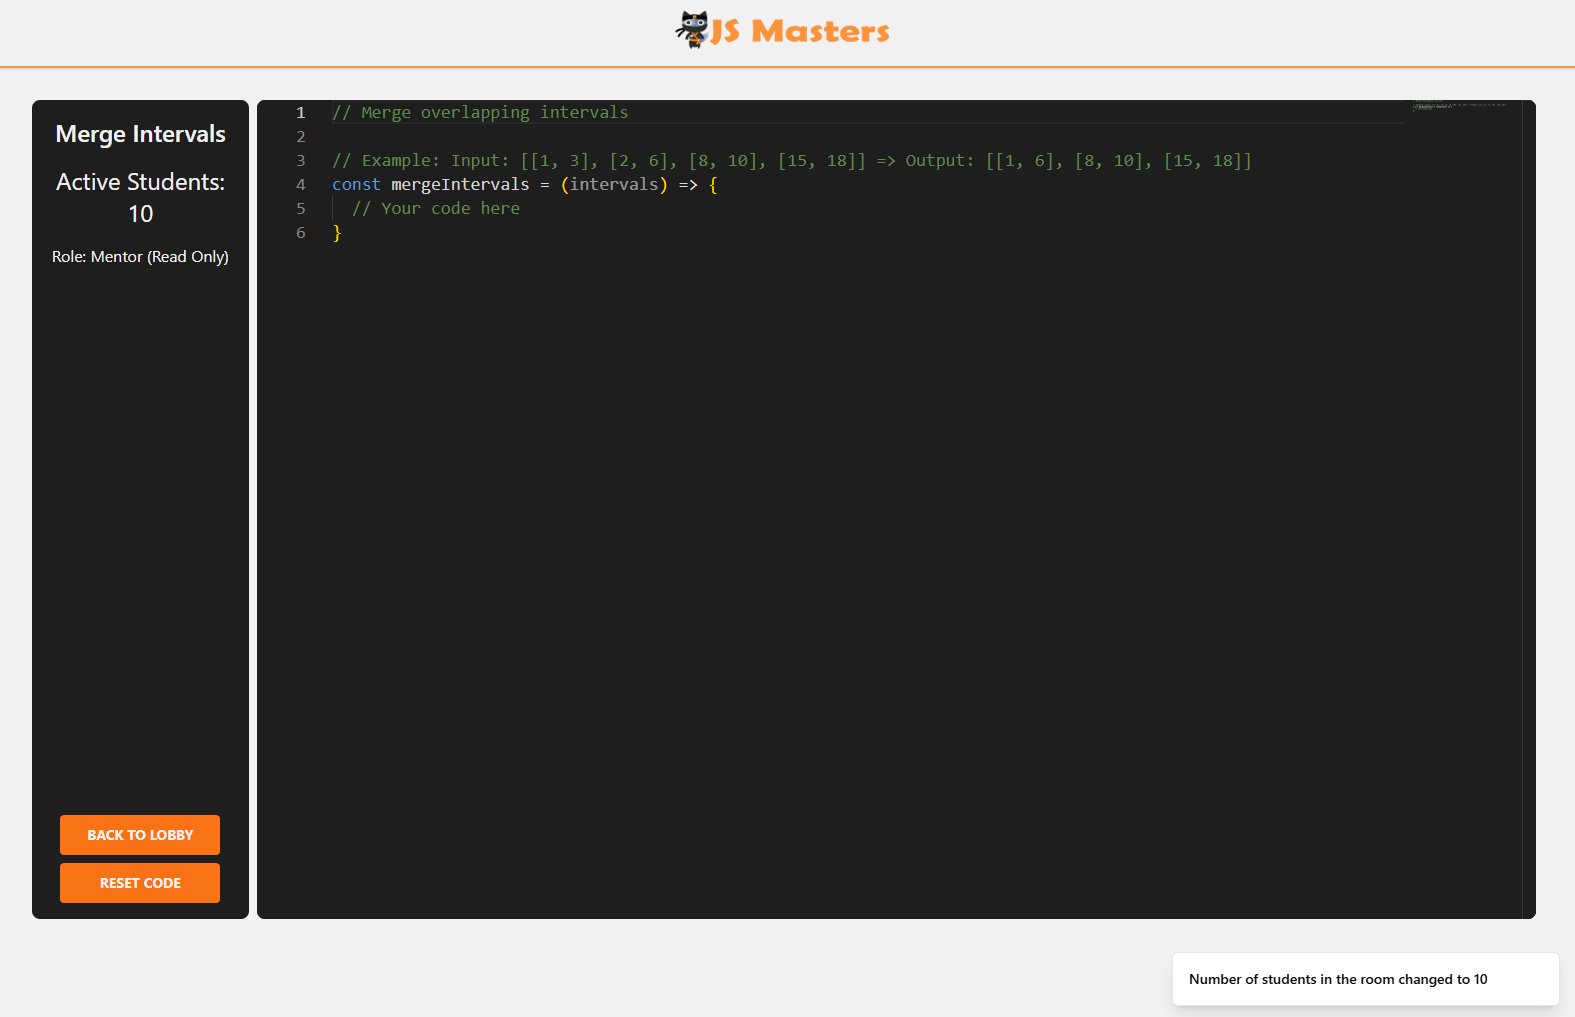 JS Masters
Merge Intervals
Active Students:
10
Role: Mentor (Read Only)
BACK TO LOBBY
RESET CODE
1 // Merge overlapping intervals
2
3 // Example: Input: [[1, 3], [2, 6], [8, 10], [15, 18]] => Output: [[1, 6], [8, 10], [15, 18]]
4 const mergeIntervals = (intervals) => {
5   // Your code here
6 }
Number of students in the room changed to 10